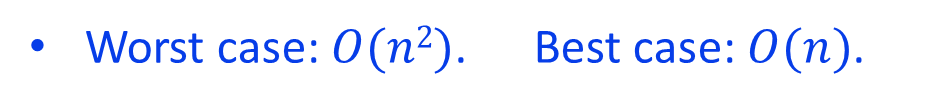 • Worst case: O(n²). Best case: O(n).